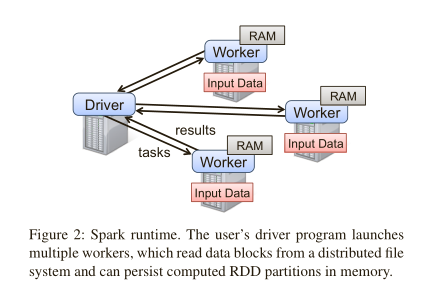 RAM
Worker
Input Data
Driver
RAM
Worker
Input Data
results
tasks
RAM
Worker
Input Data
Figure 2: Spark runtime. The user's driver program launches
multiple workers, which read data blocks from a distributed file
system and can persist computed RDD partitions in memory.